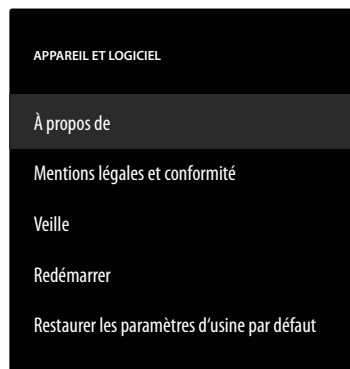 APPAREIL ET LOGICIEL
À propos de
Mentions légales et conformité
Veille
Redémarrer
Restaurer les paramètres d‘usine par défaut